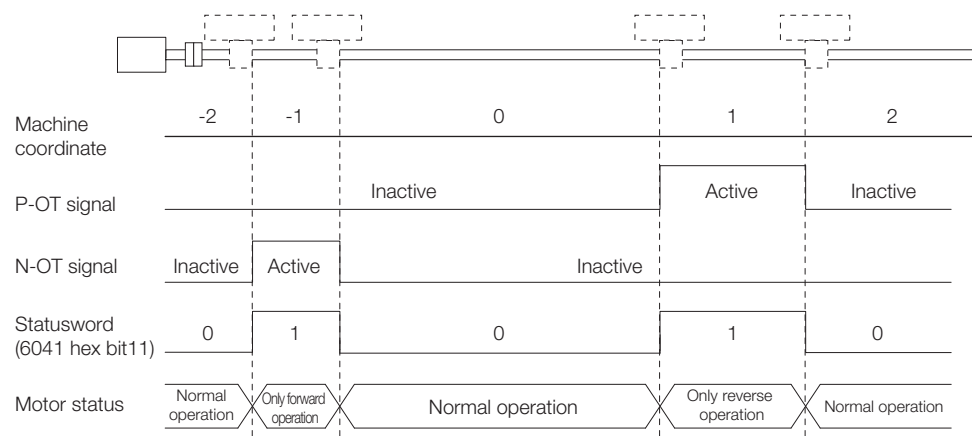 Machine coordinate -2 -1 0 1 2
P-OT signal Inactive Active Inactive
N-OT signal Inactive Active Inactive
Statusword (6041 hex bit11) 0 1 0 1 0
Motor status Normal operation Only forward operation Normal operation Only reverse operation Normal operation